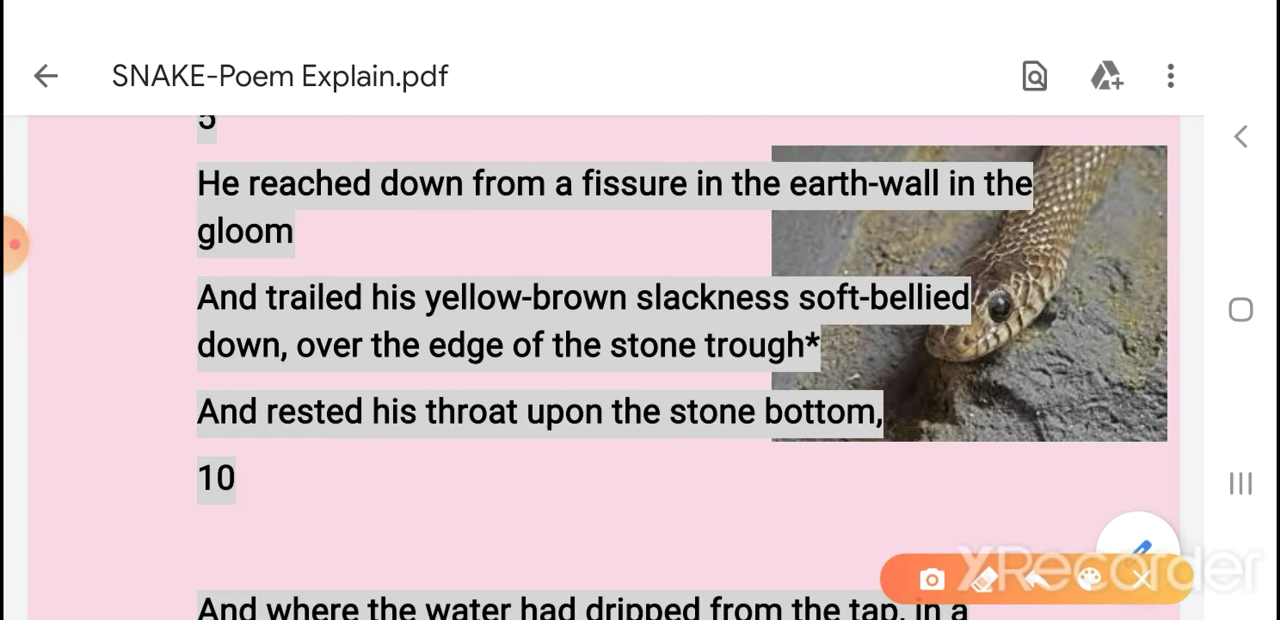 SNAKE-Poem Explain.pdf
5
He reached down from a fissure in the earth-wall in the
gloom
And trailed his yellow-brown slackness soft-bellied
down, over the edge of the stone trough*
And rested his throat upon the stone bottom,
10
XRecorder
And where the water had dripped from the tap, in a